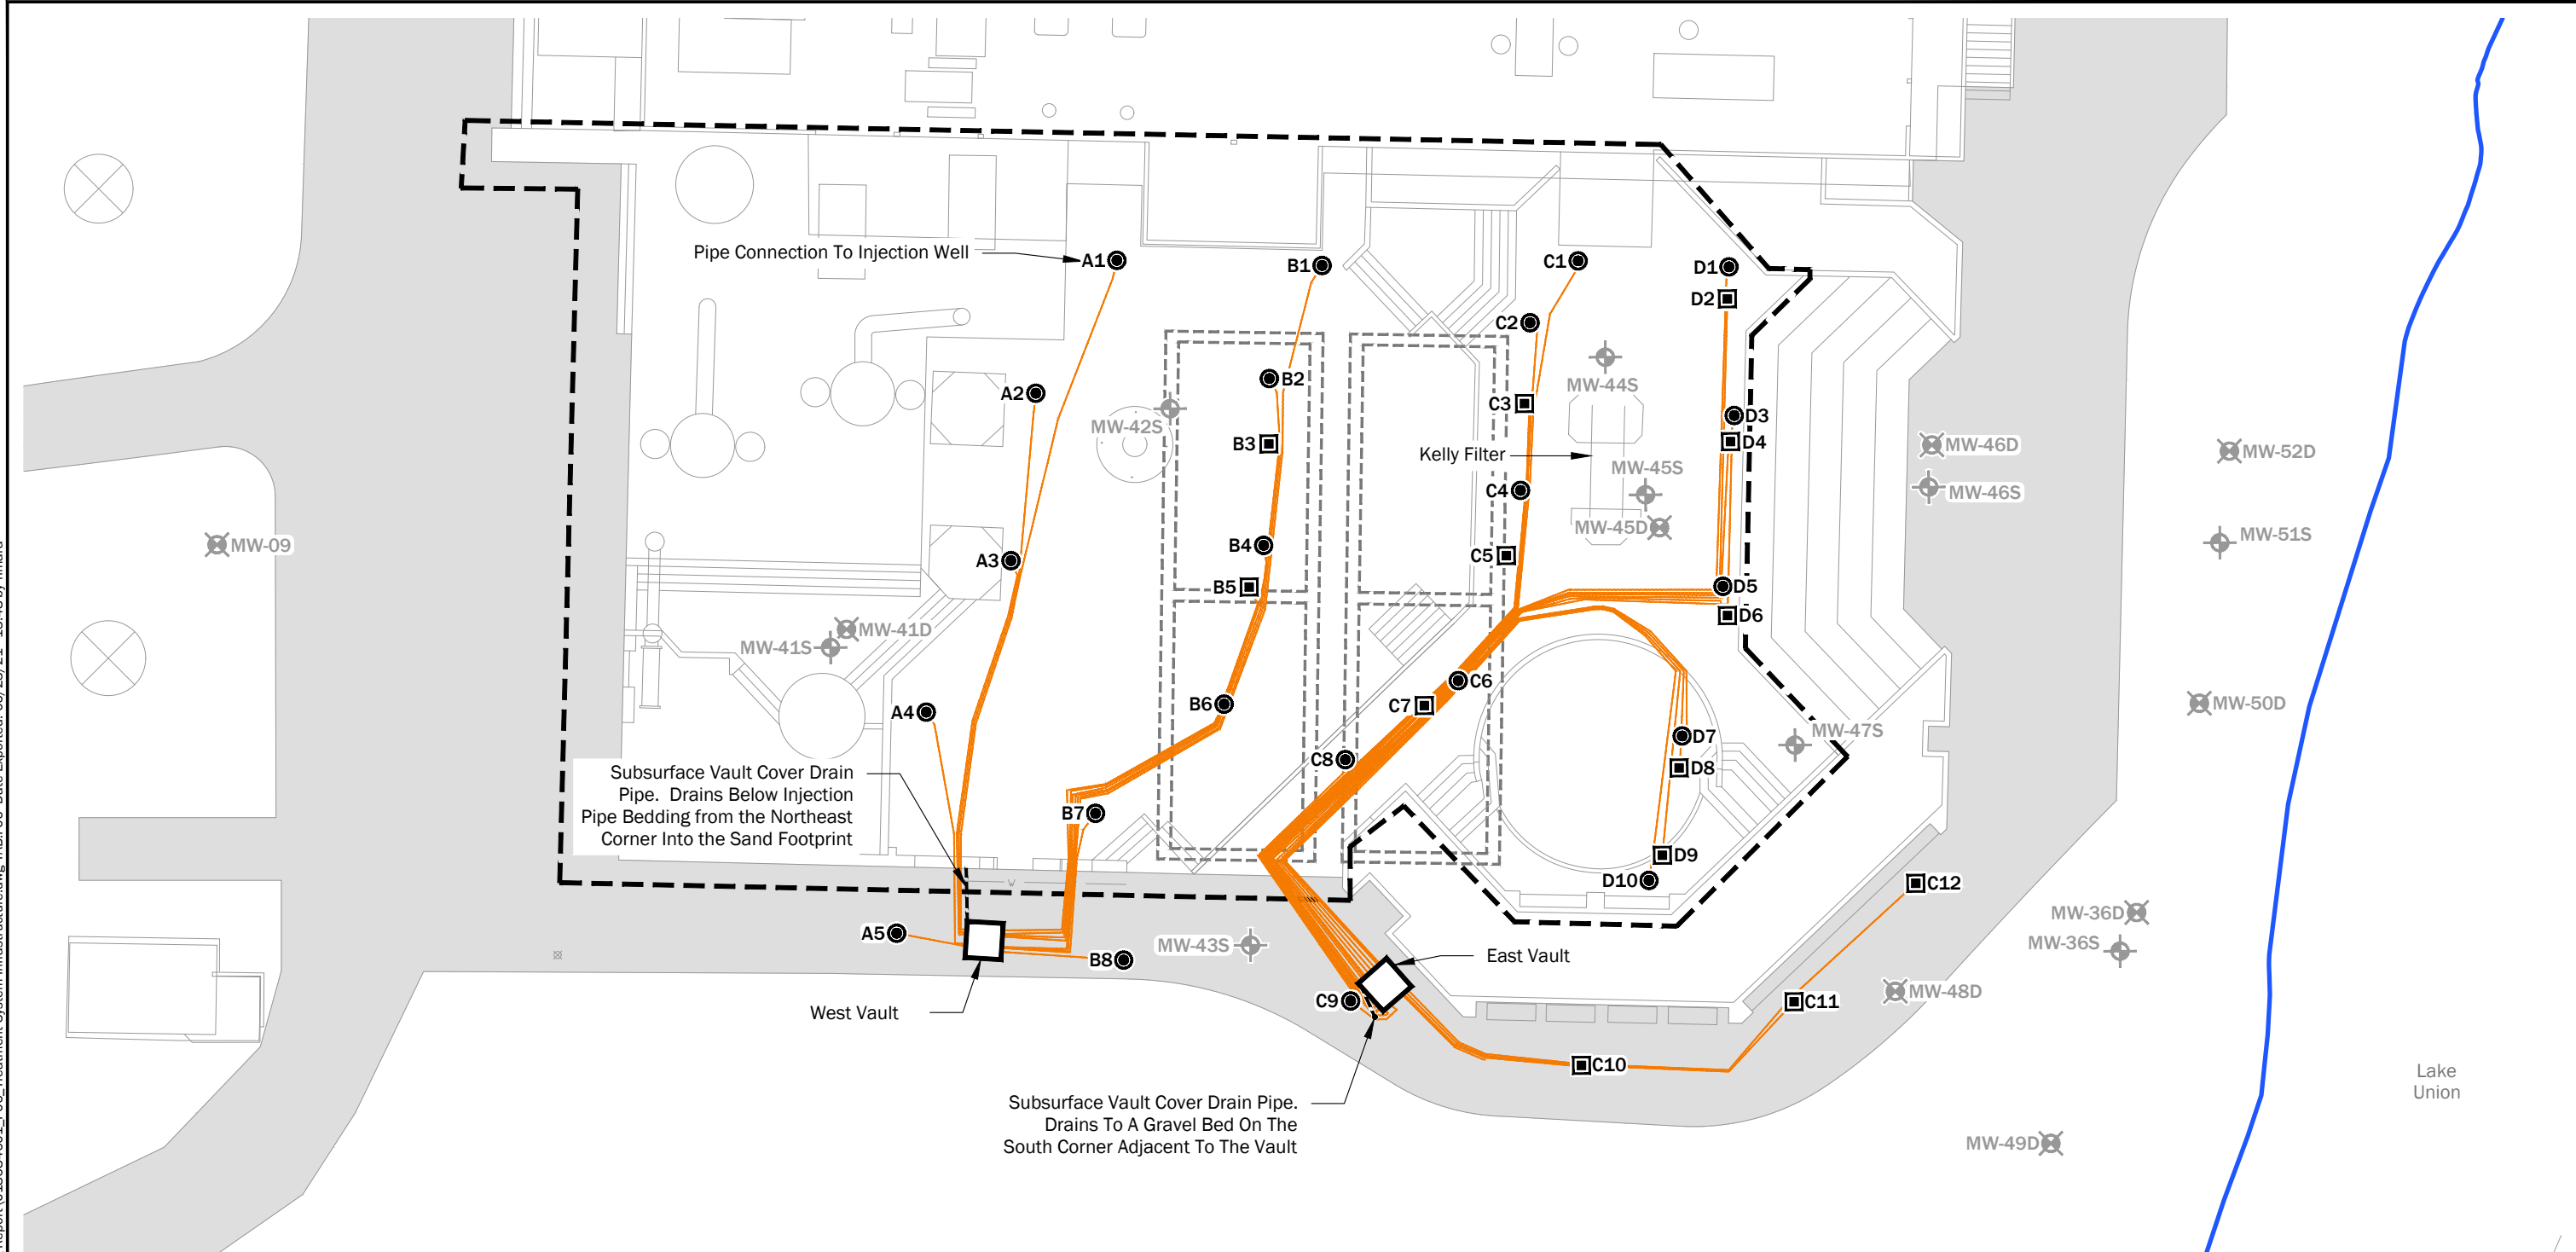 Pipe Connection To Injection Well
A1
B1
C1
D1
D2
C2
B2
A2
C3
MW-44S
D3
MW-42S
B3
D4
MW-46D
MW-52D
Kelly Filter
MW-45S
C4
MW-46S
MW-45D
MW-51S
MW-09
B4
A3
C5
B5
D5
D6
MW-41D
MW-41S
C6
B6
C7
A4
MW-50D
MW-47S
D7
C8
D8
Subsurface Vault Cover Drain
Pipe. Drains Below Injection
Pipe Bedding from the Northeast
Corner Into the Sand Footprint
B7
D9
D10
C12
W
MW-36D
A5
MW-43S
MW-36S
B8
East Vault
MW-48D
C9
C11
West Vault
C10
Lake
Union
Subsurface Vault Cover Drain Pipe.
Drains To A Gravel Bed On The
South Corner Adjacent To The Vault
MW-49D